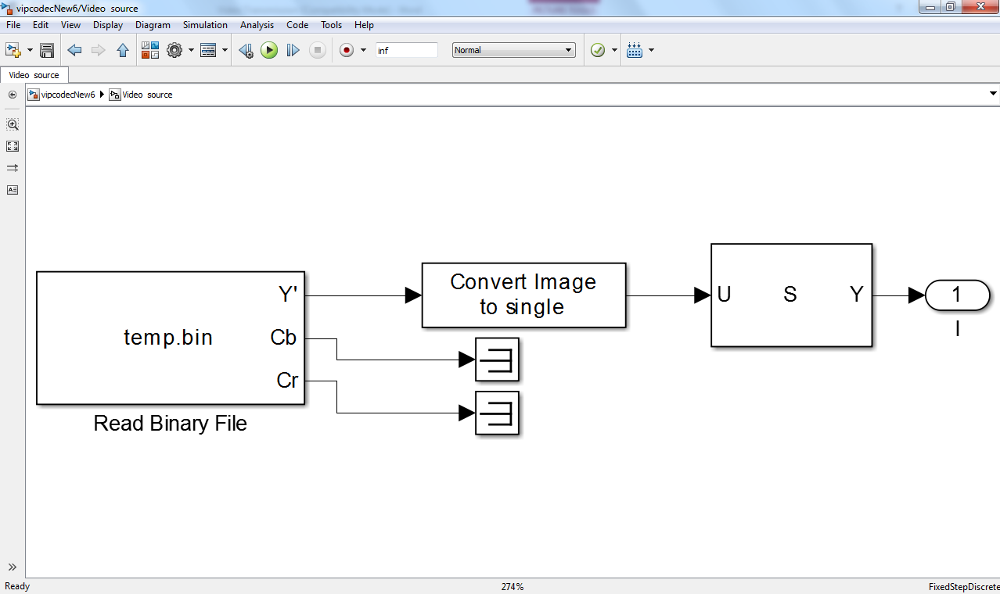 vipcodecNew6/Video source
File Edit View Display Diagram Simulation Analysis Code Tools Help
inf
Normal
Video source
vipcodecNew6 Video source
temp.bin
Y'
Cb
Cr
Read Binary File
Convert Image
to single
U S Y
1
I
Ready 274% FixedStepDiscrete